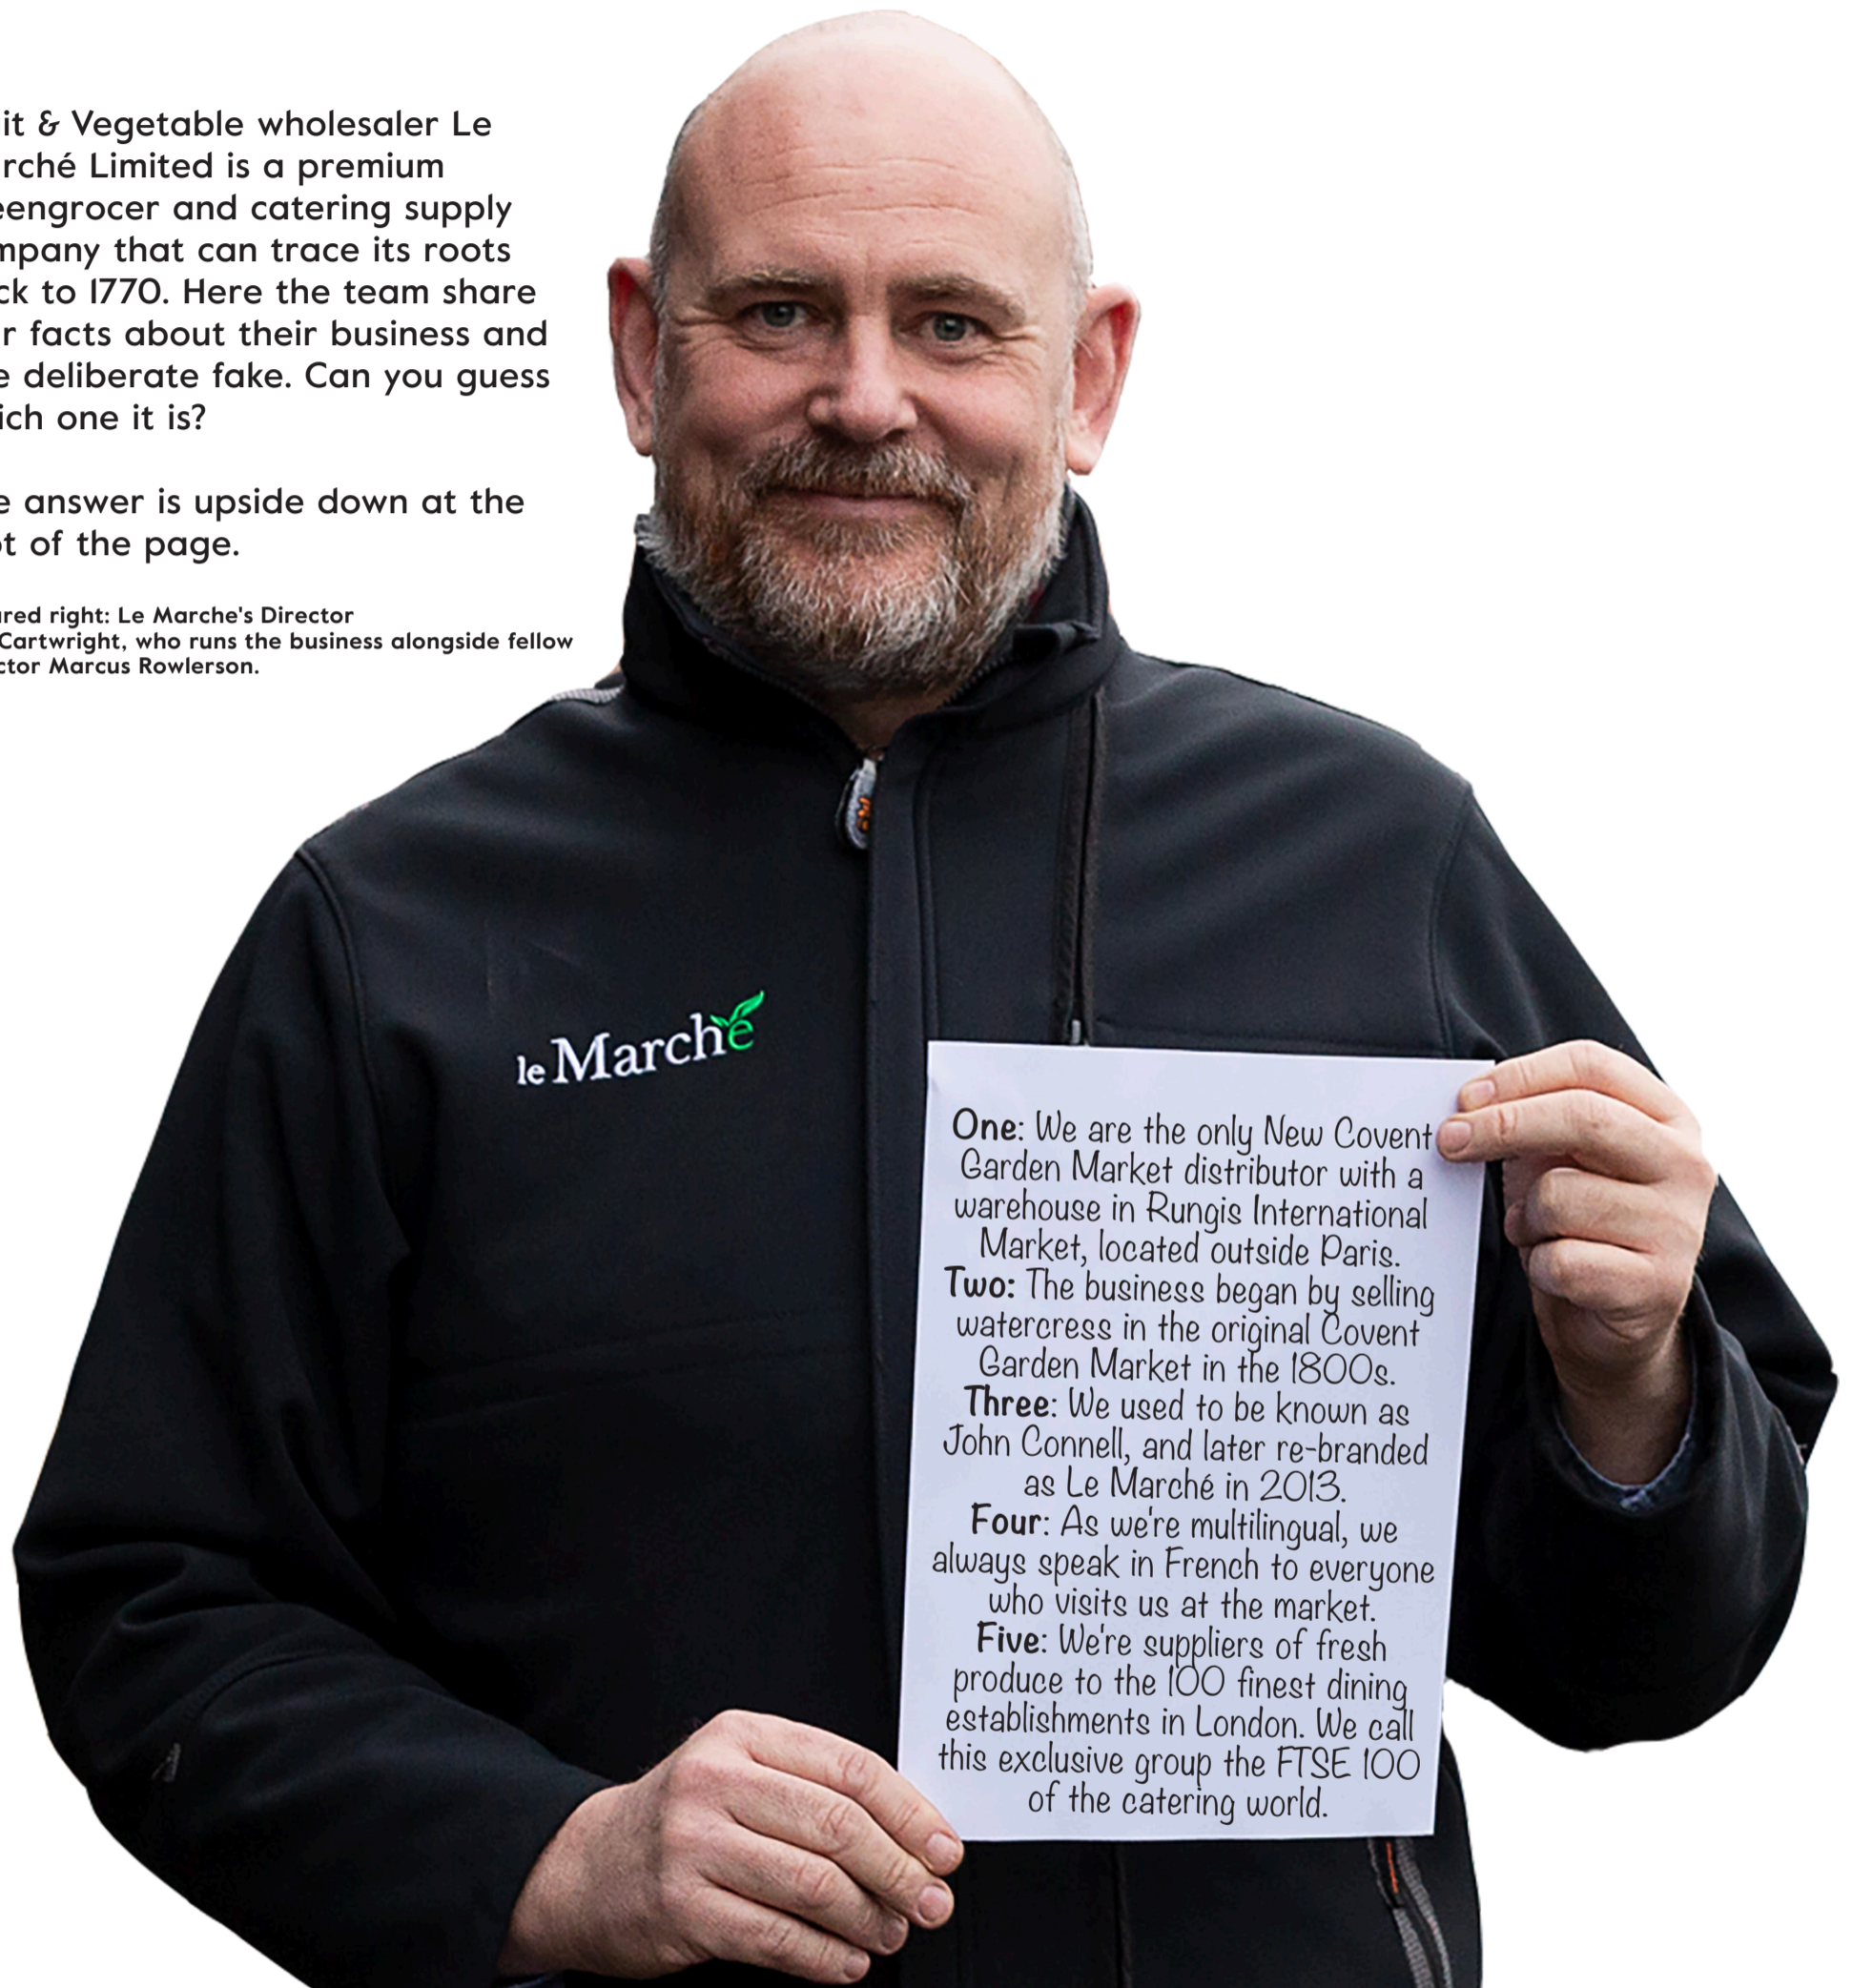 it & Vegetable wholesaler Le
rché Limited is a premium
eengrocer and catering supply
mpany that can trace its roots
ck to 1770. Here the team share
r facts about their business and
e deliberate fake. Can you guess
ich one it is?
e answer is upside down at the
ot of the page.
ured right: Le Marche's Director
Cartwright, who runs the business alongside fellow
ctor Marcus Rowlerson.
le Marché
One: We are the only New Covent
Garden Market distributor with a
warehouse in Rungis International
Market, located outside Paris.
Two: The business began by selling
watercress in the original Covent
Garden Market in the 1800s.
Three: We used to be known as
John Connell, and later re-branded
as Le Marché in 2013.
Four: As we're multilingual, we
always speak in French to everyone
who visits us at the market.
Five: We're suppliers of fresh
produce to the 100 finest dining
establishments in London. We call
this exclusive group the FTSE 100
of the catering world.